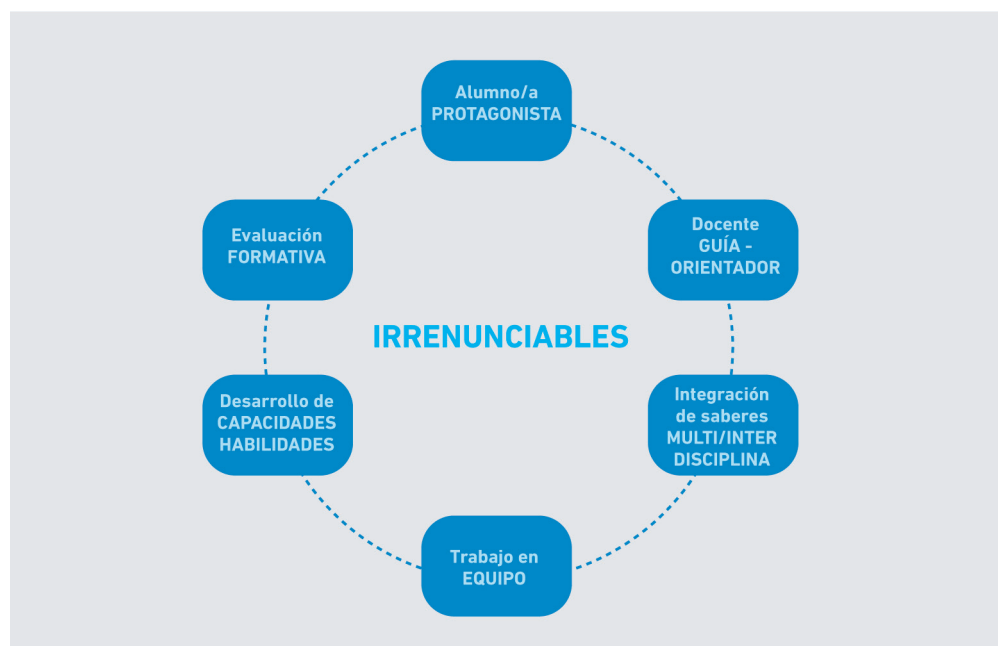 Alumno/a
PROTAGONISTA
Docente
GUÍA -
ORIENTADOR
Evaluación
FORMATIVA
IRRENUNCIABLES
Integración
de saberes
MULTI/INTER
DISCIPLINA
Desarrollo de
CAPACIDADES
HABILIDADES
Trabajo en
EQUIPO